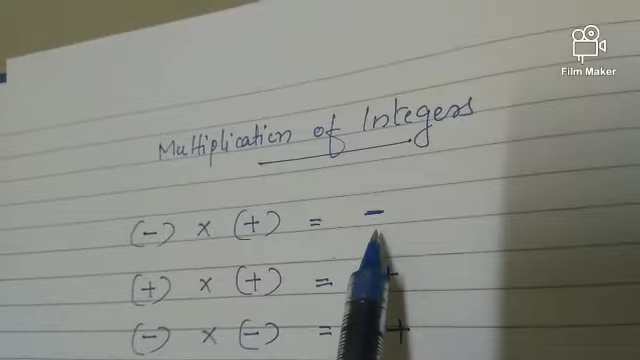 Film Maker
Multiplication of Integers
(-) × (+) = -
(+) × (+) = +
(-) × (-) = +